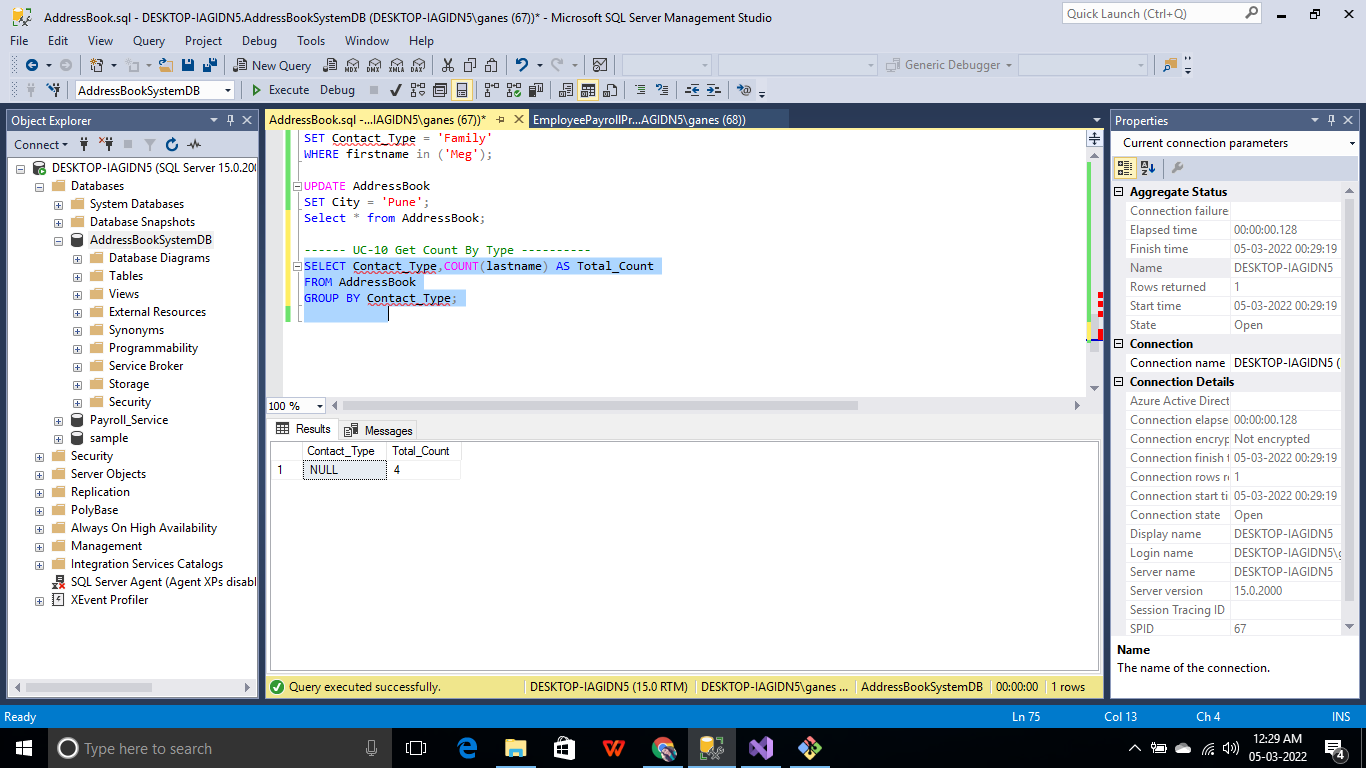 AddressBook.sql - DESKTOP-IAGIDN5.AddressBookSystemDB (DESKTOP-IAGIDN5\ganes (67))* - Microsoft SQL Server Management Studio
Quick Launch (Ctrl+Q)
File Edit View Query Project Debug Tools Window Help
New Query MDX DMX XMLA DAX Generic Debugger
AddressBookSystemDB Execute Debug
Object Explorer
Connect
DESKTOP-IAGIDN5 (SQL Server 15.0.200
Databases
System Databases
Database Snapshots
AddressBookSystemDB
Database Diagrams
Tables
Views
External Resources
Synonyms
Programmability
Service Broker
Storage
Security
Payroll_Service
sample
Security
Server Objects
Replication
PolyBase
Always On High Availability
Management
Integration Services Catalogs
SQL Server Agent (Agent XPs disabl
XEvent Profiler
AddressBook.sql -...IAGIDN5\ganes (67))* EmployeePayrollPr...AGIDN5\ganes (68))
SET Contact_Type = 'Family'
WHERE firstname in ('Meg');
UPDATE AddressBook
SET City = 'Pune';
Select * from AddressBook;
------ UC-10 Get Count By Type ----------
SELECT Contact_Type,COUNT(lastname) AS Total_Count
FROM AddressBook
GROUP BY Contact_Type;
100 %
Results Messages
Contact_Type Total_Count
1 NULL 4
Query executed successfully. DESKTOP-IAGIDN5 (15.0 RTM) DESKTOP-IAGIDN5\ganes ... AddressBookSystemDB 00:00:00 1 rows
Properties
Current connection parameters
Aggregate Status
Connection failure
Elapsed time 00:00:00.128
Finish time 05-03-2022 00:29:19
Name DESKTOP-IAGIDN5
Rows returned 1
Start time 05-03-2022 00:29:19
State Open
Connection
Connection name DESKTOP-IAGIDN5 (
Connection Details
Azure Active Direct
Connection elapse 00:00:00.128
Connection encryp Not encrypted
Connection finish t 05-03-2022 00:29:19
Connection rows r 1
Connection start ti 05-03-2022 00:29:19
Connection state Open
Display name DESKTOP-IAGIDN5
Login name DESKTOP-IAGIDN5\g
Server name DESKTOP-IAGIDN5
Server version 15.0.2000
Session Tracing ID
SPID 67
Name
The name of the connection.
Ready Ln 75 Col 13 Ch 4 INS
Type here to search
12:29 AM
05-03-2022
4